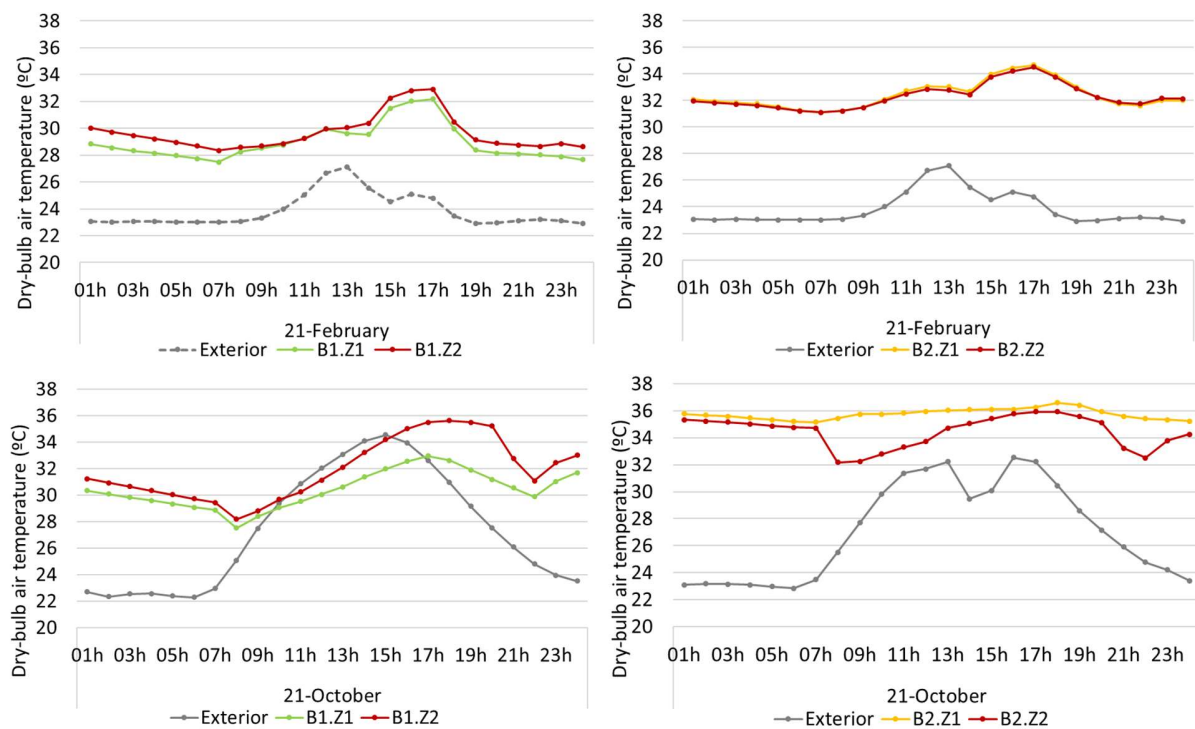 Dry-bulb air temperature (ºC)
38
36
34
32
30
28
26
24
22
20
01h 03h 05h 07h 09h 11h 13h 15h 17h 19h 21h 23h
21-February
Exterior B1.Z1 B1.Z2
Dry-bulb air temperature (ºC)
38
36
34
32
30
28
26
24
22
20
01h 03h 05h 07h 09h 11h 13h 15h 17h 19h 21h 23h
21-February
Exterior B2.Z1 B2.Z2
Dry-bulb air temperature (ºC)
38
36
34
32
30
28
26
24
22
20
01h 03h 05h 07h 09h 11h 13h 15h 17h 19h 21h 23h
21-October
Exterior B1.Z1 B1.Z2
Dry-bulb air temperature (ºC)
38
36
34
32
30
28
26
24
22
20
01h 03h 05h 07h 09h 11h 13h 15h 17h 19h 21h 23h
21-October
Exterior B2.Z1 B2.Z2